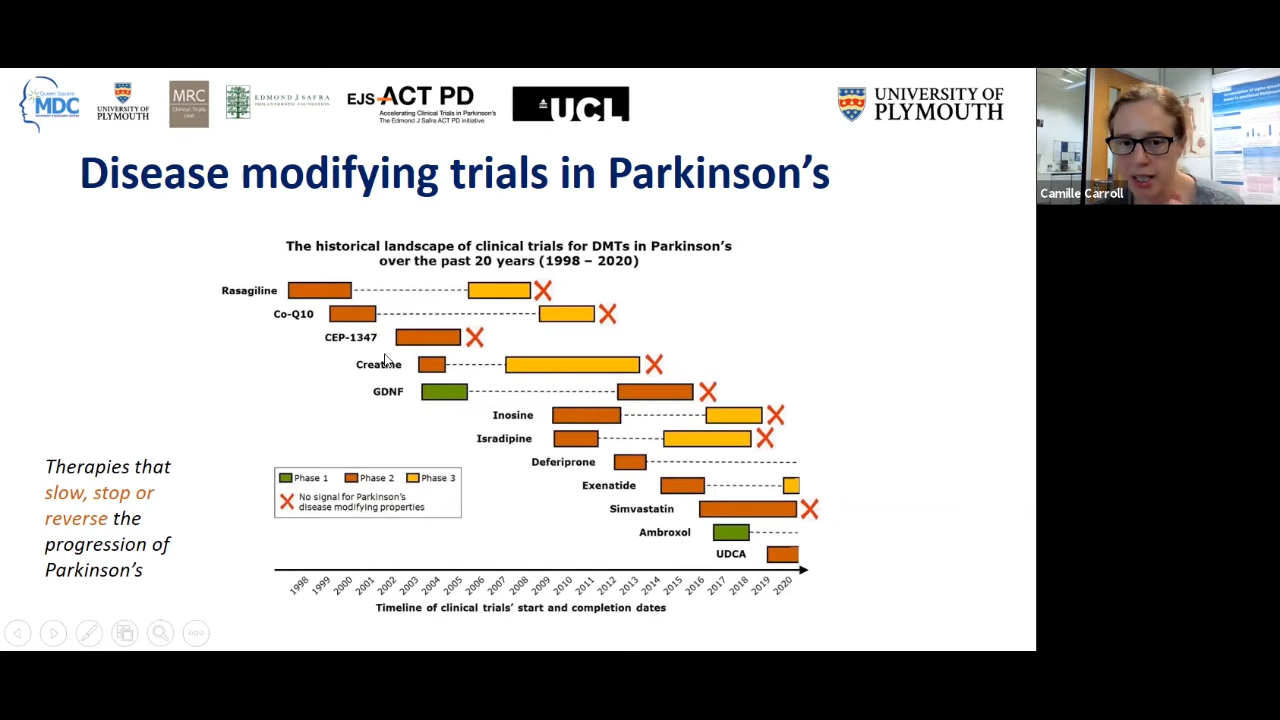 Queen Square
MDC
UNIVERSITY OF
PLYMOUTH
MRC
Clinical Trials
Unit
EDMOND J SAFRA
PHILANTHROPIC FOUNDATION
EJS ACT PD
Accelerating Clinical Trials in Parkinson's
The Edmond J Safra ACT PD Initiative
UCL
UNIVERSITY OF
PLYMOUTH
Camille Carroll
Disease modifying trials in Parkinson's
The historical landscape of clinical trials for DMTs in Parkinson's
over the past 20 years (1998 – 2020)
Rasagiline
Co-Q10
CEP-1347
Creatine
GDNF
Inosine
Isradipine
Deferiprone
Exenatide
Simvastatin
Ambroxol
UDCA
Phase 1 Phase 2 Phase 3
No signal for Parkinson's
disease modifying properties
Therapies that
slow, stop or
reverse the
progression of
Parkinson's
1998 1999 2000 2001 2002 2003 2004 2005 2006 2007 2008 2009 2010 2011 2012 2013 2014 2015 2016 2017 2018 2019 2020
Timeline of clinical trials' start and completion dates